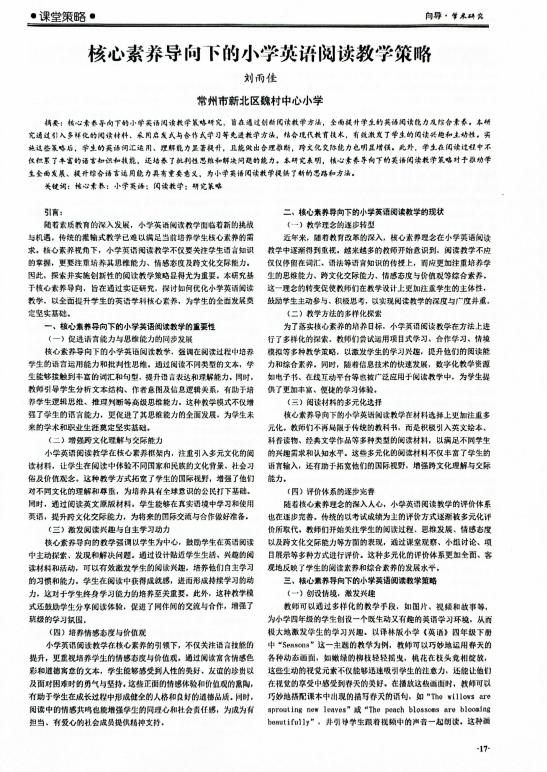 •课堂策略
向导·学术研究
核心素养导向下的小学英语阅读教学策略
刘雨佳
常州市新北区魏村中心小学
摘要：核心素养导向下的小学英语阅读教学策略研究，旨在通过创新阅读教学方法，全面提升学生的英语阅读能力及综合素养。本研
究通过引入多样化的阅读材料，采用启发式与合作式学习等先进教学方法，结合现代教育技术，有效激发了学生的阅读兴趣和主动性。实
施这些策略后，学生的英语词汇运用、理解能力显著提升，且能做出合理推断，跨文化交际能力也明显增强。此外，学生在阅读过程中不
仅积累了丰富的语言知识和技能，还培养了批判性思维和解决问题的能力。本研究表明，核心素养导向下的英语阅读教学策略对于推动学
生全面发展、提升综合语言运用能力具有重要意义，为小学英语阅读教学提供了新的思路和方法。
关键词：核心素养；小学英语；阅读教学；研究策略
引言：
随着素质教育的深入发展，小学英语阅读教学面临着新的挑战
与机遇，传统的灌输式教学已难以满足当前培养学生核心素养的需
求。核心素养视角下，小学英语阅读教学不仅要关注学生语言知识
的掌握，更要注重培养其思维能力、情感态度及跨文化交际能力。
因此，探索并实施创新性的阅读教学策略显得尤为重要。本研究基
于核心素养导向，旨在通过实证研究，探讨如何优化小学英语阅读
教学，以全面提升学生的英语学科核心素养，为学生的全面发展奠
定坚实基础。
一、核心素养导向下的小学英语阅读教学的重要性
（一）促进语言能力与思维能力的同步发展
核心素养导向下的小学英语阅读教学，强调在阅读过程中培养
学生的语言运用能力和批判性思维。通过阅读不同类型的文本，学
生能够接触到丰富的词汇和句型，提升语言表达和理解能力。同时，
教师引导学生分析文本结构、作者意图及信息逻辑关系，有助于培
养学生逻辑思维、推理判断等高级思维能力。这种教学模式不仅增
强了学生的语言能力，更促进了其思维能力的全面发展，为学生未
来的学术和职业生涯奠定坚实基础。
（二）增强跨文化理解与交际能力
小学英语阅读教学在核心素养框架内，注重引入多元文化的阅
读材料，让学生在阅读中体验不同国家和民族的文化背景、社会习
俗及价值观念。这种教学方式拓宽了学生的国际视野，增强了他们
对不同文化的理解和尊重，为培养具有全球意识的公民打下基础。
同时，通过阅读英文原版材料，学生能够在真实语境中学习和使用
英语，提升跨文化交际能力，为将来的国际交流与合作做好准备。
（三）激发阅读兴趣与自主学习动力
核心素养导向的教学强调以学生为中心，鼓励学生在英语阅读
中主动探索、发现和解决问题。通过设计贴近学生生活、兴趣的阅
读材料和活动，可以有效激发学生的阅读兴趣，培养他们自主学习
的习惯和能力。学生在阅读中获得成就感，进而形成持续学习的动
力，这对于学生终身学习能力的培养至关重要。此外，这种教学模
式还鼓励学生分享阅读体验，促进了同伴间的交流与合作，增强了
班级的学习氛围。
（四）培养情感态度与价值观
小学英语阅读教学在核心素养的引领下，不仅关注语言技能的
提升，更重视培养学生的情感态度与价值观。通过阅读富含情感色
彩和道德寓意的文本，学生能够感受到人性的美好、友谊的珍贵以
及面对困难时的勇气与坚持。这些正面的情感体验和价值观的熏陶，
有助于学生在成长过程中形成健全的人格和良好的道德品质。同时，
阅读中的情感共鸣也能增强学生的同理心和社会责任感，为成为有
担当、有爱心的社会成员提供精神支持。
二、核心素养导向下的小学英语阅读教学的现状
（一）教学理念的逐步转型
近年来，随着教育改革的深入，核心素养理念在小学英语阅读
教学中逐渐得到重视。越来越多的教师开始意识到，阅读教学不应
仅仅停留在词汇、语法等语言知识的传授上，而应更加注重培养学
生的思维能力、跨文化交际能力、情感态度与价值观等综合素养。
这一理念的转变促使教师们在教学设计上更加注重学生的主体性，
鼓励学生主动参与、积极思考，以实现阅读教学的深度与广度并重。
（二）教学方法的多样化探索
为了落实核心素养的培养目标，小学英语阅读教学在方法上进
行了多样化的探索。教师们尝试运用项目式学习、合作学习、情境
模拟等多种教学策略，以激发学生的学习兴趣，提升他们的阅读能
力和综合素养。同时，随着信息技术的快速发展，数字化教学资源
如电子书、在线互动平台等也被广泛应用于阅读教学中，为学生提
供了更加丰富、便捷的学习体验。
（三）阅读材料的多元化选择
核心素养导向下的小学英语阅读教学在材料选择上更加注重多
元化。教师们不再局限于传统的教科书，而是积极引入英文绘本、
科普读物、经典文学作品等多种类型的阅读材料，以满足不同学生
的兴趣需求和认知水平。这些多元化的阅读材料不仅丰富了学生的
语言输入，还有助于拓宽他们的国际视野，增强跨文化理解与交际
能力。
（四）评价体系的逐步完善
随着核心素养理念的深入人心，小学英语阅读教学的评价体系
也在逐步完善。传统的以考试成绩为主的评价方式逐渐被多元化评
价所取代。教师们开始关注学生的阅读过程、思维发展、情感态度
以及跨文化交际能力等方面的表现，通过课堂观察、小组讨论、项
目展示等多种方式进行评价。这种多元化的评价体系更加全面、客
观地反映了学生的阅读素养和综合素养的发展水平。
三、核心素养导向下的小学英语阅读教学策略
（一）创设情境，激发兴趣
教师可以通过多样化的教学手段，如图片、视频和故事等，
为小学四年级的学生创设一个既生动又有趣的英语学习环境，从而
极大地激发学生的学习兴趣。以译林版小学《英语》四年级下册
中“Seasons”这一主题的教学为例，教师可以巧妙地运用春天的
各种动态画面，如嫩绿的柳枝轻轻摇曳，桃花在枝头竞相绽放，
这些生动的视觉元素不仅能够迅速吸引学生的注意力，还能让他们
在视觉的享受中感受到春天的美好。在播放这些画面时，教师可以
巧妙地搭配课本中出现的描写春天的语句，如“The willows are
sprouting new leaves”或“The peach blossoms are blooming
beautifully”，并引导学生跟着视频中的声音一起朗读。这种画
·17·